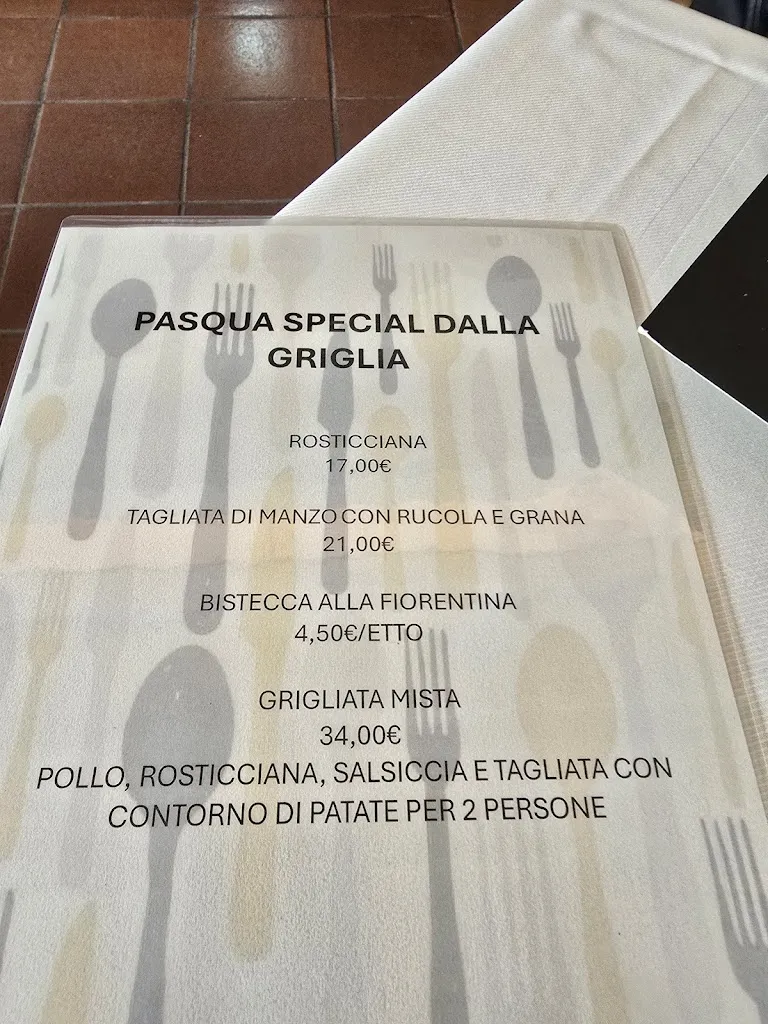 PASQUA SPECIAL DALLA
GRIGLIA
ROSTICCIANA
17,00€
TAGLIATA DI MANZO CON RUCOLA E GRANA
21,00€
BISTECCA ALLA FIORENTINA
4,50€/ETTO
GRIGLIATA MISTA
34,00€
POLLO, ROSTICCIANA, SALSICCIA E TAGLIATA CON
CONTORNO DI PATATE PER 2 PERSONE